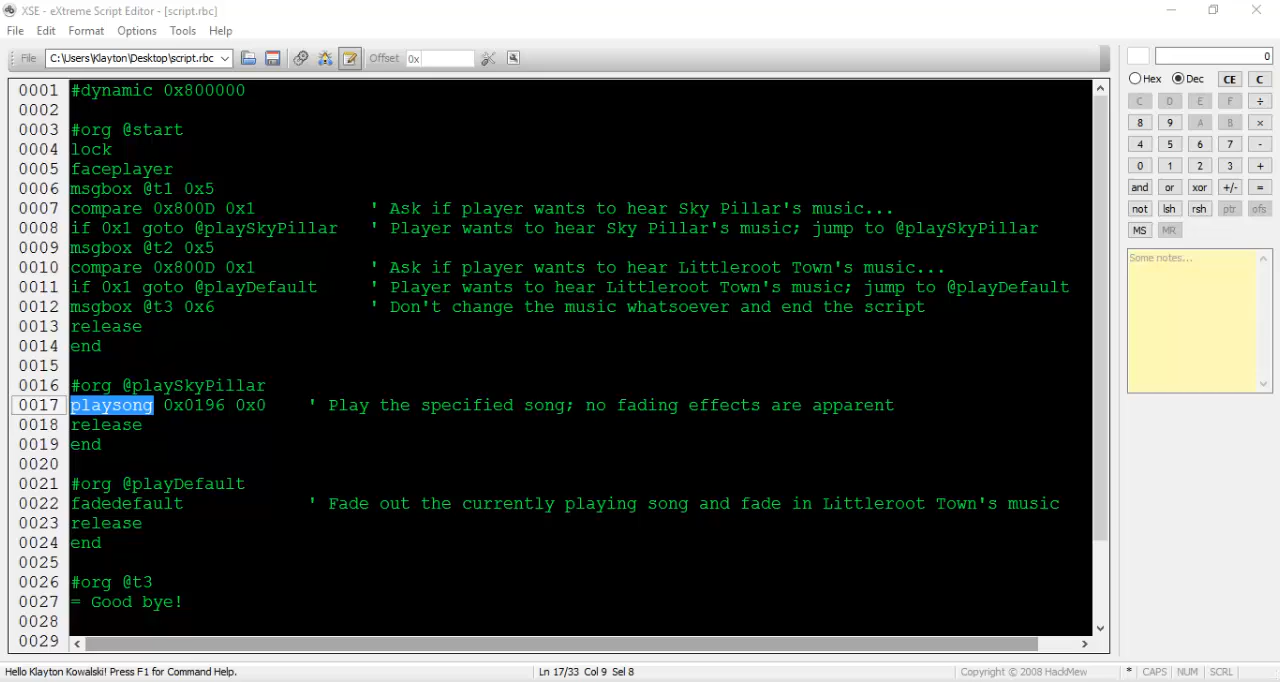 XSE - eXtreme Script Editor - [script.rbc]
File Edit Format Options Tools Help
File C:\Users\Klayton\Desktop\script.rbc Offset 0x
0
Hex Dec CE C
C D E F ÷
8 9 A B ×
4 5 6 7 -
0 1 2 3 +
and or xor +/- =
not lsh rsh ptr ofs
MS MR
Some notes...
0001 #dynamic 0x800000
0002
0003 #org @start
0004 lock
0005 faceplayer
0006 msgbox @t1 0x5
0007 compare 0x800D 0x1 ' Ask if player wants to hear Sky Pillar's music...
0008 if 0x1 goto @playSkyPillar ' Player wants to hear Sky Pillar's music; jump to @playSkyPillar
0009 msgbox @t2 0x5
0010 compare 0x800D 0x1 ' Ask if player wants to hear Littleroot Town's music...
0011 if 0x1 goto @playDefault ' Player wants to hear Littleroot Town's music; jump to @playDefault
0012 msgbox @t3 0x6 ' Don't change the music whatsoever and end the script
0013 release
0014 end
0015
0016 #org @playSkyPillar
0017 playsong 0x0196 0x0 ' Play the specified song; no fading effects are apparent
0018 release
0019 end
0020
0021 #org @playDefault
0022 fadedefault ' Fade out the currently playing song and fade in Littleroot Town's music
0023 release
0024 end
0025
0026 #org @t3
0027 = Good bye!
0028
0029
Hello Klayton Kowalski! Press F1 for Command Help. Ln 17/33 Col 9 Sel 8 Copyright © 2008 HackMew * CAPS NUM SCRL